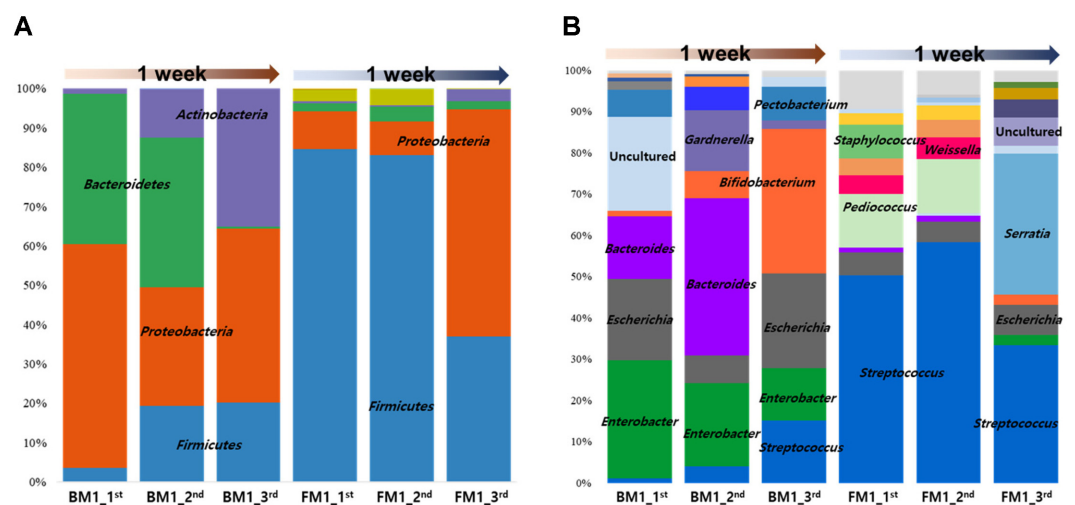 A
B
1 week
1 week
1 week
1 week
100%
90%
80%
70%
60%
50%
40%
30%
20%
10%
0%
Actinobacteria
Proteobacteria
Bacteroidetes
Proteobacteria
Firmicutes
Firmicutes
BM1_1st
BM1_2nd
BM1_3rd
FM1_1st
FM1_2nd
FM1_3rd
100%
90%
80%
70%
60%
50%
40%
30%
20%
10%
0%
Pectobacterium
Gardnerella
Staphylococcus
Uncultured
Weissella
Uncultured
Bifidobacterium
Pediococcus
Serratia
Bacteroides
Bacteroides
Escherichia
Escherichia
Escherichia
Streptococcus
Enterobacter
Enterobacter
Enterobacter
Streptococcus
Streptococcus
BM1_1st
BM1_2nd
BM1_3rd
FM1_1st
FM1_2nd
FM1_3rd